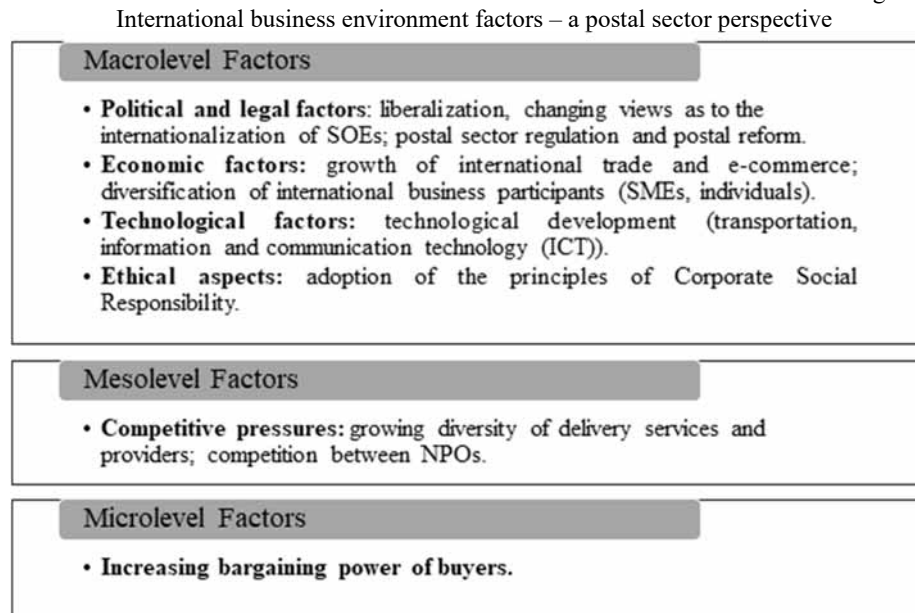 International business environment factors – a postal sector perspective
Macrolevel Factors
• Political and legal factors: liberalization, changing views as to the
internationalization of SOEs; postal sector regulation and postal reform.
• Economic factors: growth of international trade and e-commerce;
diversification of international business participants (SMEs, individuals).
• Technological factors: technological development (transportation,
information and communication technology (ICT)).
• Ethical aspects: adoption of the principles of Corporate Social
Responsibility.
Mesolevel Factors
• Competitive pressures: growing diversity of delivery services and
providers; competition between NPOs.
Microlevel Factors
• Increasing bargaining power of buyers.